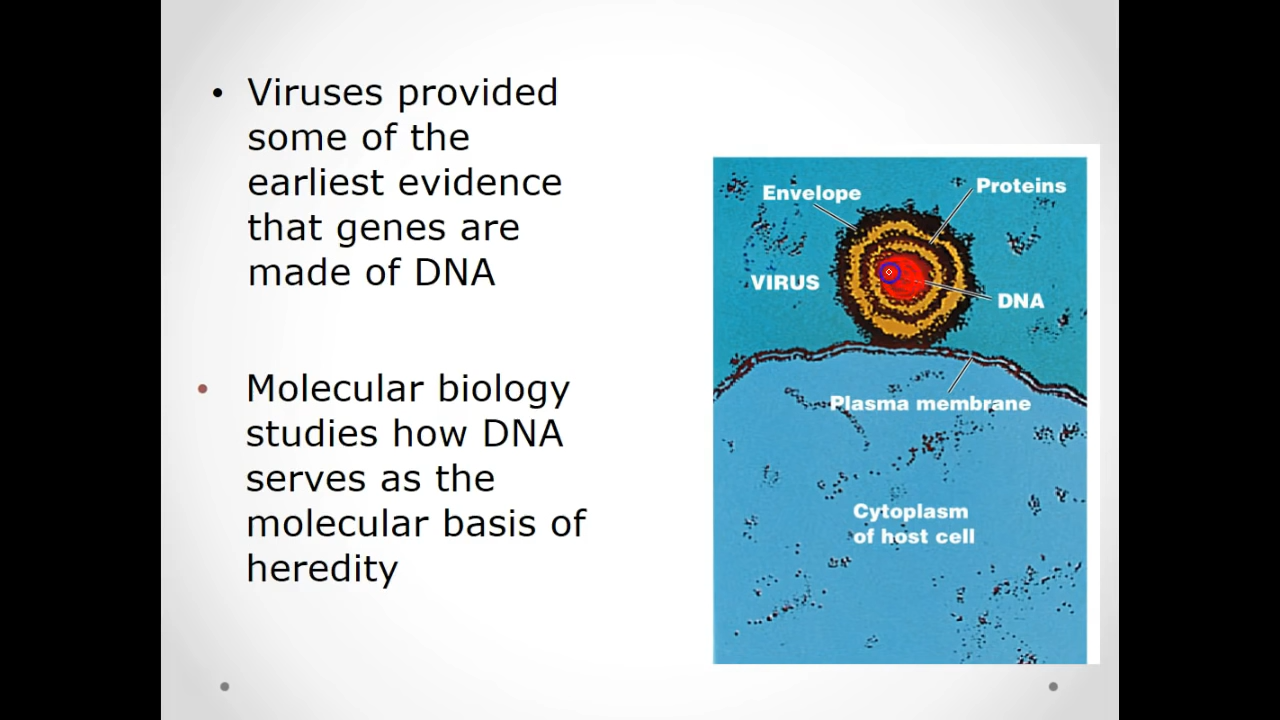 • Viruses provided
some of the
earliest evidence
that genes are
made of DNA
• Molecular biology
studies how DNA
serves as the
molecular basis of
heredity
Envelope
Proteins
VIRUS
DNA
Plasma membrane
Cytoplasm
of host cell